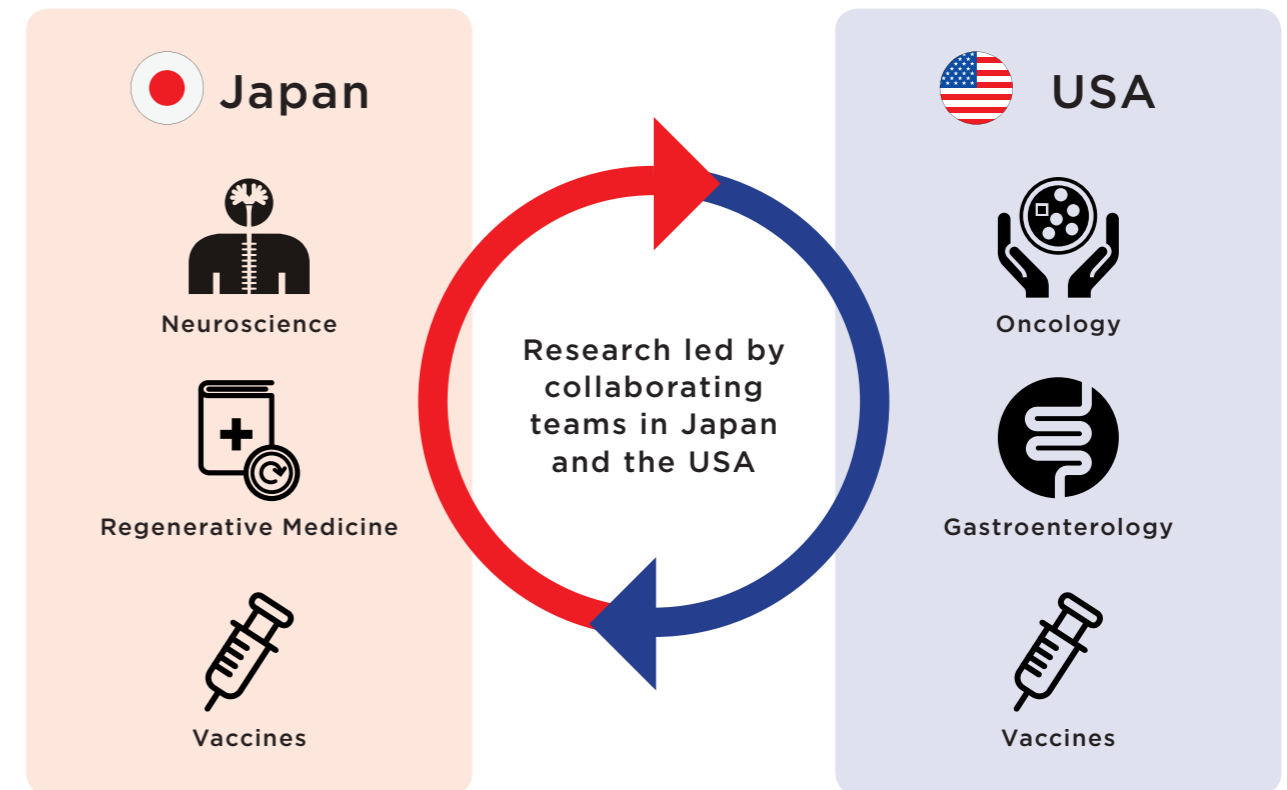 Japan
Neuroscience
Regenerative Medicine
Vaccines
Research led by
collaborating
teams in Japan
and the USA
USA
Oncology
Gastroenterology
Vaccines